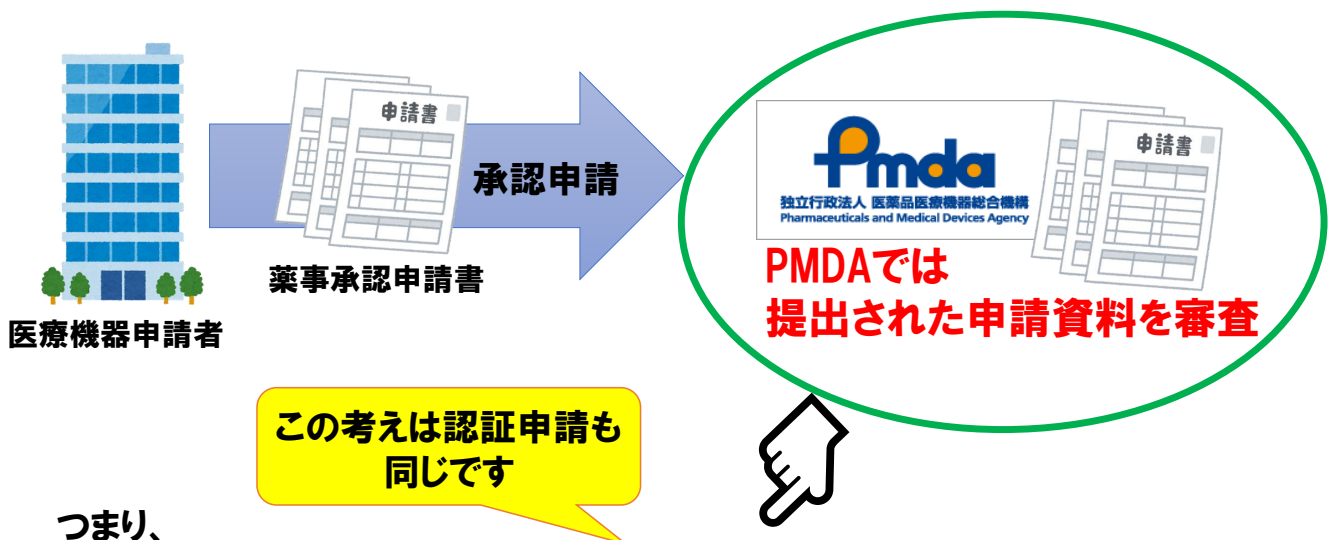 申請書
承認申請
薬事承認申請書
医療機器申請者
Pmda
独立行政法人 医薬品医療機器総合機構
Pharmaceuticals and Medical Devices Agency
申請書
PMDAでは
提出された申請資料を審査
この考えは認証申請も
同じです
つまり、